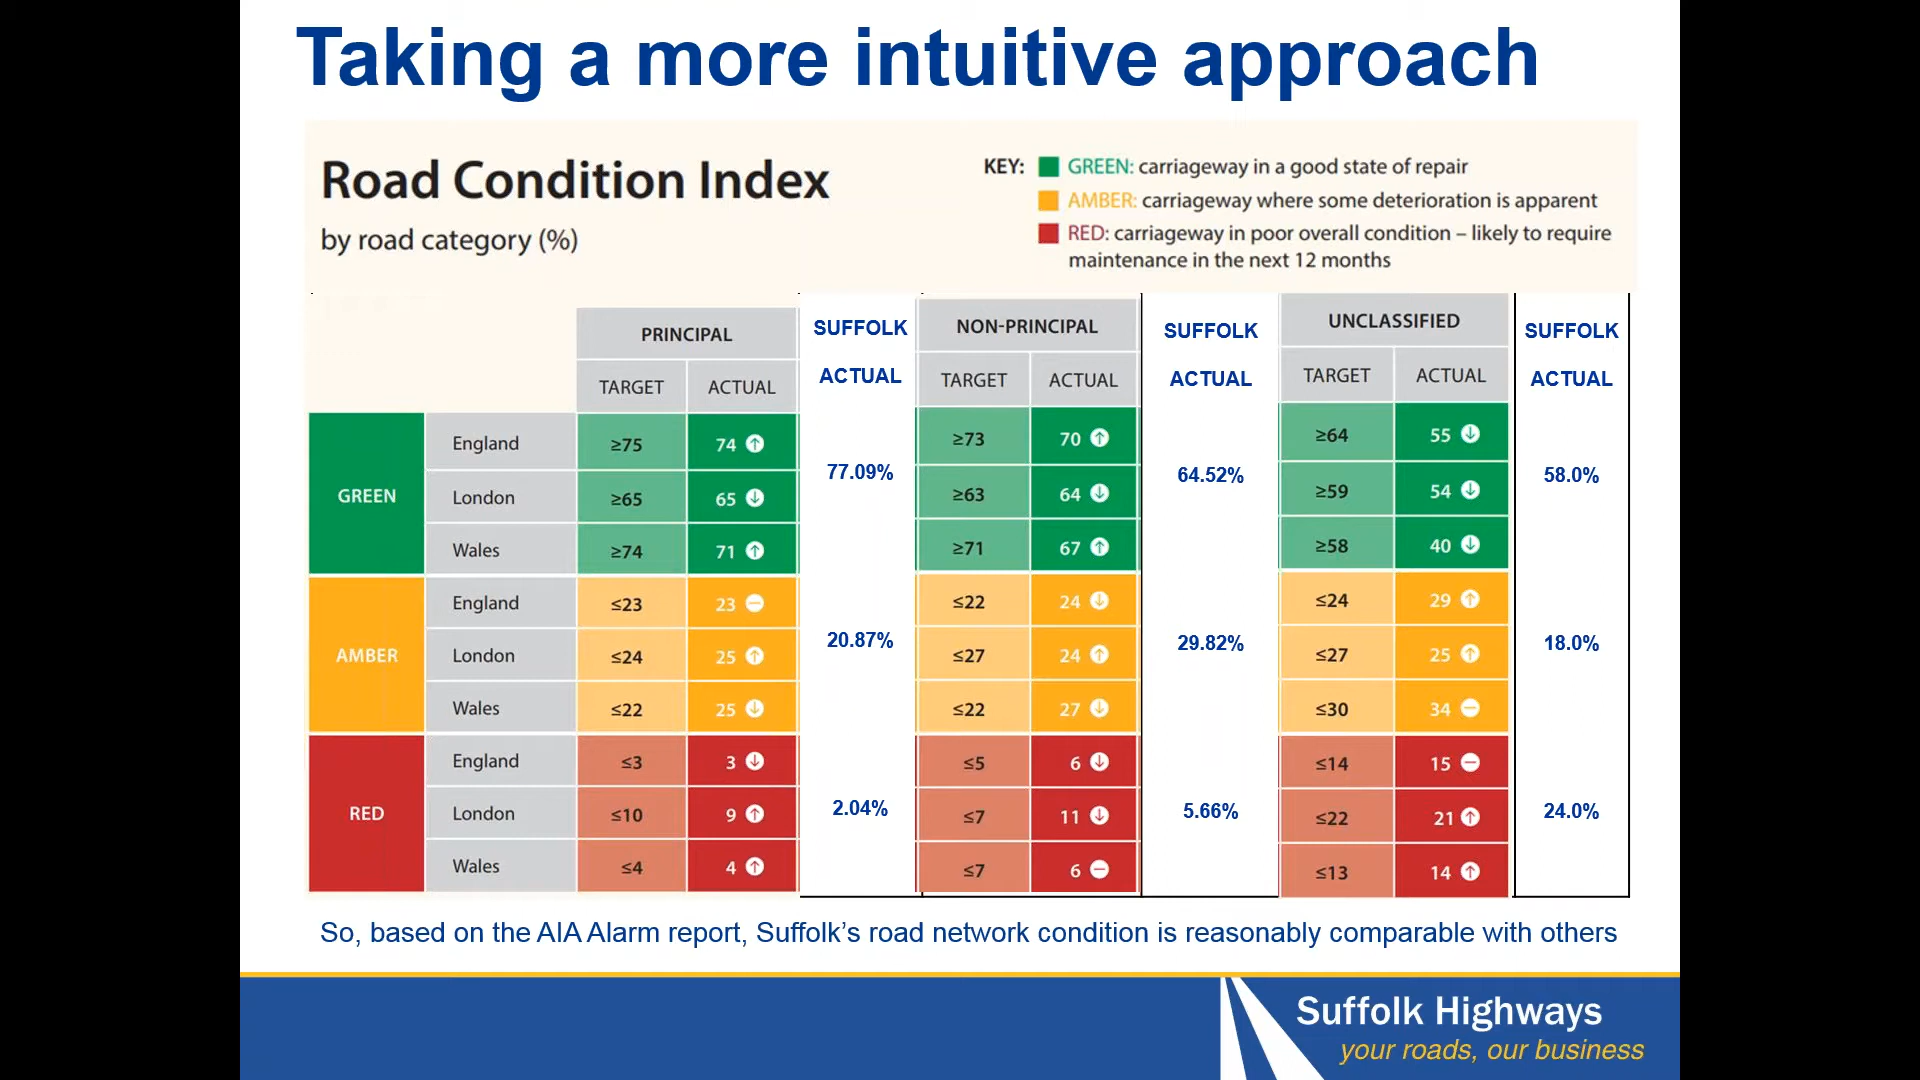 Taking a more intuitive approach
Road Condition Index
by road category (%)
KEY: GREEN: carriageway in a good state of repair
AMBER: carriageway where some deterioration is apparent
RED: carriageway in poor overall condition – likely to require
maintenance in the next 12 months
PRINCIPAL SUFFOLK NON-PRINCIPAL SUFFOLK UNCLASSIFIED SUFFOLK
TARGET ACTUAL ACTUAL TARGET ACTUAL ACTUAL TARGET ACTUAL ACTUAL
GREEN
England ≥75 74 ↑ ≥73 70 ↑ ≥64 55 ↓
77.09% 64.52% 58.0%
London ≥65 65 ↓ ≥63 64 ↓ ≥59 54 ↓
Wales ≥74 71 ↑ ≥71 67 ↑ ≥58 40 ↓
AMBER
England ≤23 23 – ≤22 24 ↓ ≤24 29 ↑
20.87% 29.82% 18.0%
London ≤24 25 ↑ ≤27 24 ↑ ≤27 25 ↑
Wales ≤22 25 ↓ ≤22 27 ↓ ≤30 34 –
RED
England ≤3 3 ↓ ≤5 6 ↓ ≤14 15 –
2.04% 5.66% 24.0%
London ≤10 9 ↑ ≤7 11 ↓ ≤22 21 ↑
Wales ≤4 4 ↑ ≤7 6 – ≤13 14 ↑
So, based on the AIA Alarm report, Suffolk’s road network condition is reasonably comparable with others
Suffolk Highways
your roads, our business